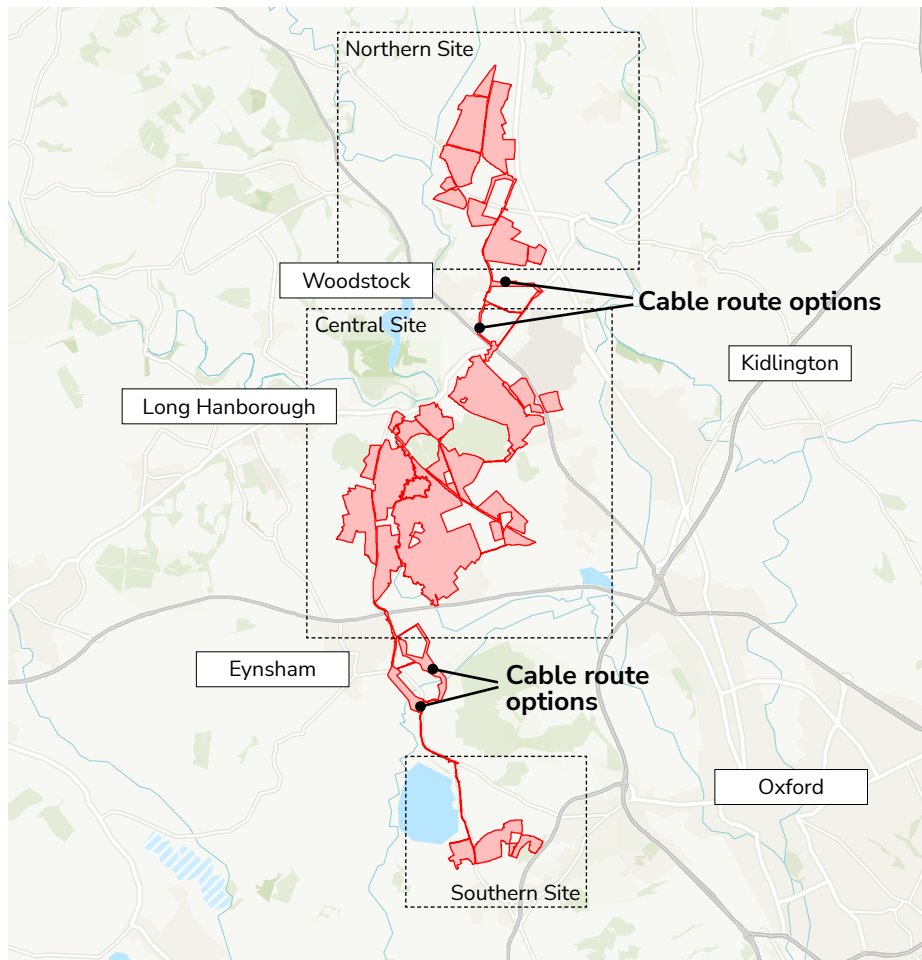 Northern Site
Woodstock
Cable route options
Central Site
Kidlington
Long Hanborough
Eynsham
Cable route
options
Oxford
Southern Site